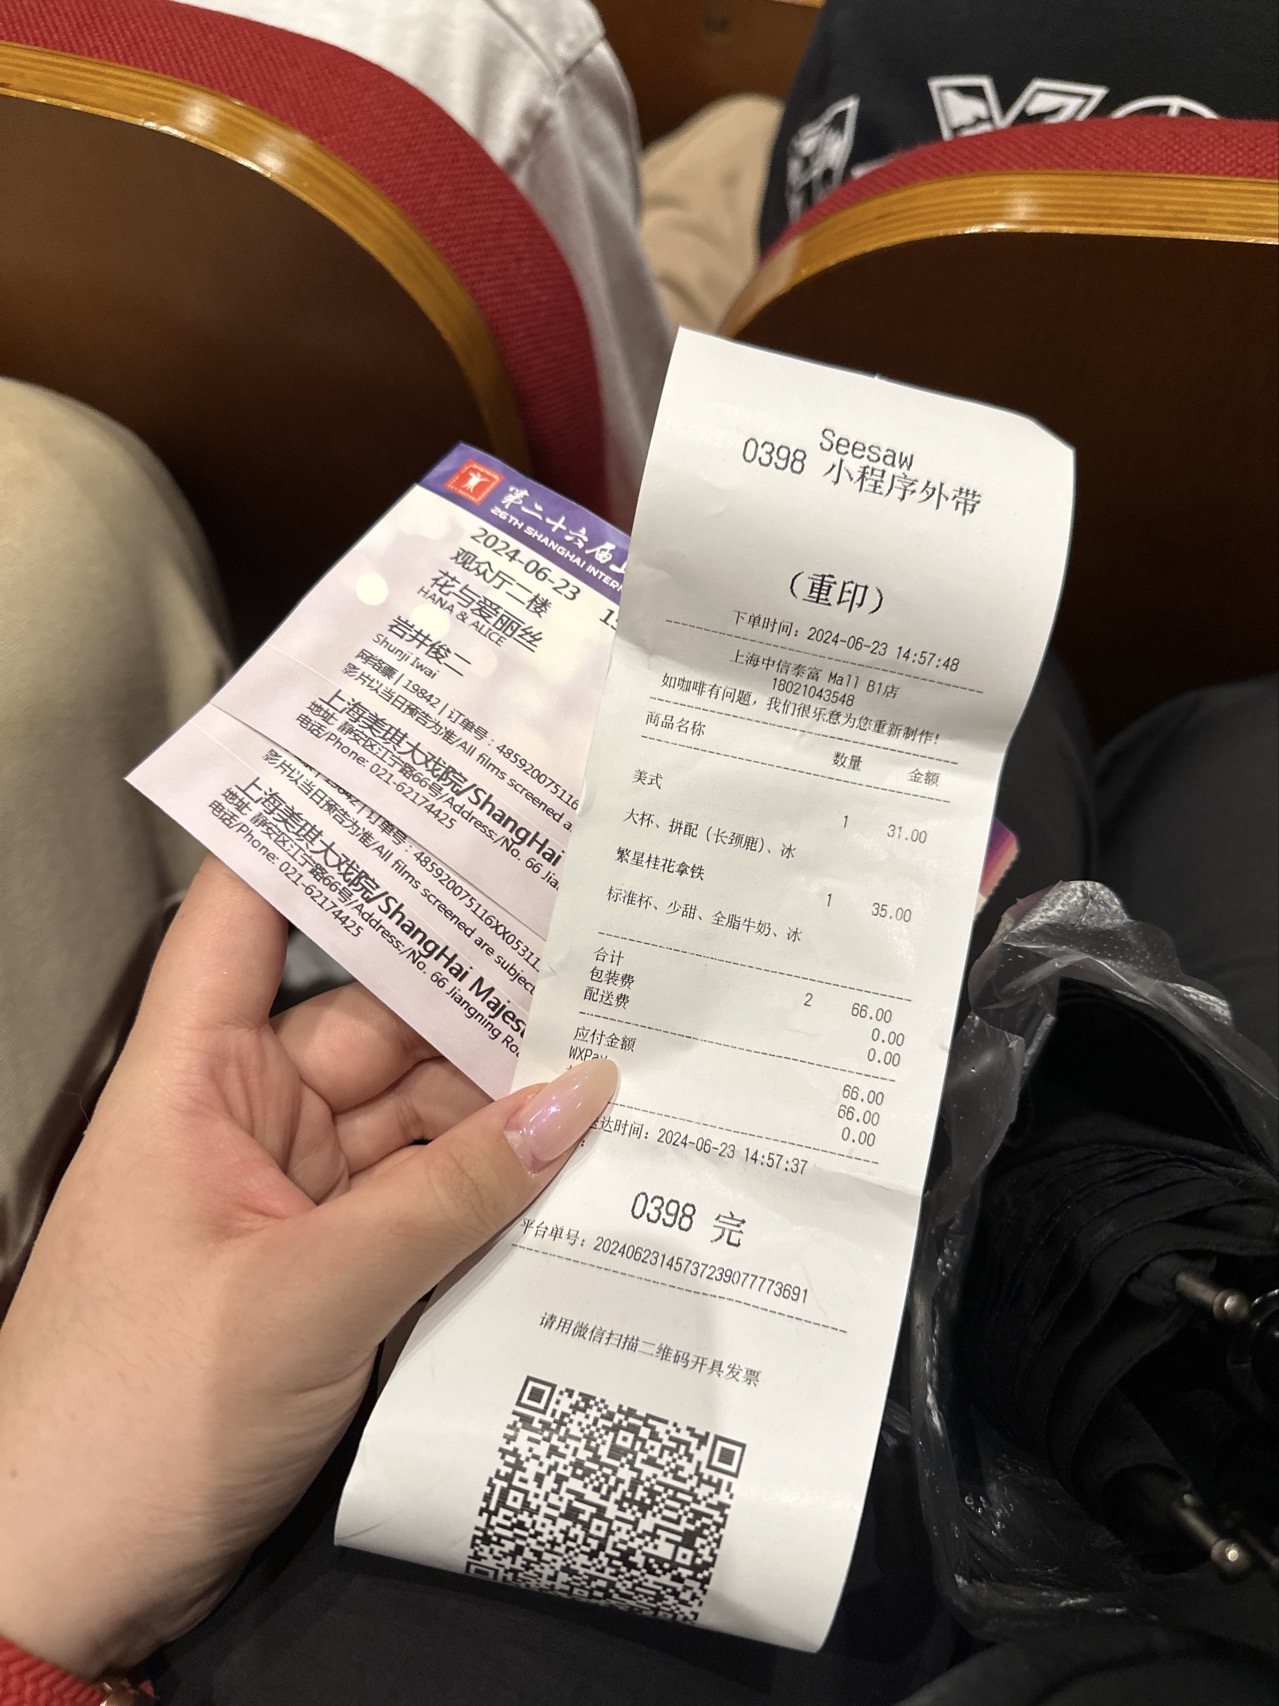 第二十六届
26TH SHANGHAI INTER
2024-06-23
观众厅二楼
花与爱丽丝
HANA & ALICE
岩井俊二
Shunji Iwai
网络票 | 19842 | 订单号：485920075116
影片以当日预告为准/All films screened a
上海美琪大戏院/ShangHai
地址: 静安区江宁路66号/Address:/No. 66 Jia
电话/Phone: 021-62174425
订单号：485920075116XX05311
影片以当日预告为准/All films screened are subject
上海美琪大戏院/ShangHai Majes
地址: 静安区江宁路66号/Address:/No. 66 Jiangning Ro
电话/Phone: 021-62174425
Seesaw
0398 小程序外带
（重印）
下单时间: 2024-06-23 14:57:48
上海中信泰富 Mall B1店
18021043548
如咖啡有问题，我们很乐意为您重新制作！
商品名称 数量 金额
美式 1 31.00
大杯、拼配（长颈鹿）、冰
繁星桂花拿铁 1 35.00
标准杯、少甜、全脂牛奶、冰
合计 2 66.00
包装费 0.00
配送费 0.00
应付金额 66.00
WXPay 66.00
0.00
达时间: 2024-06-23 14:57:37
0398 完
平台单号: 20240623145737239077773691
请用微信扫描二维码开具发票